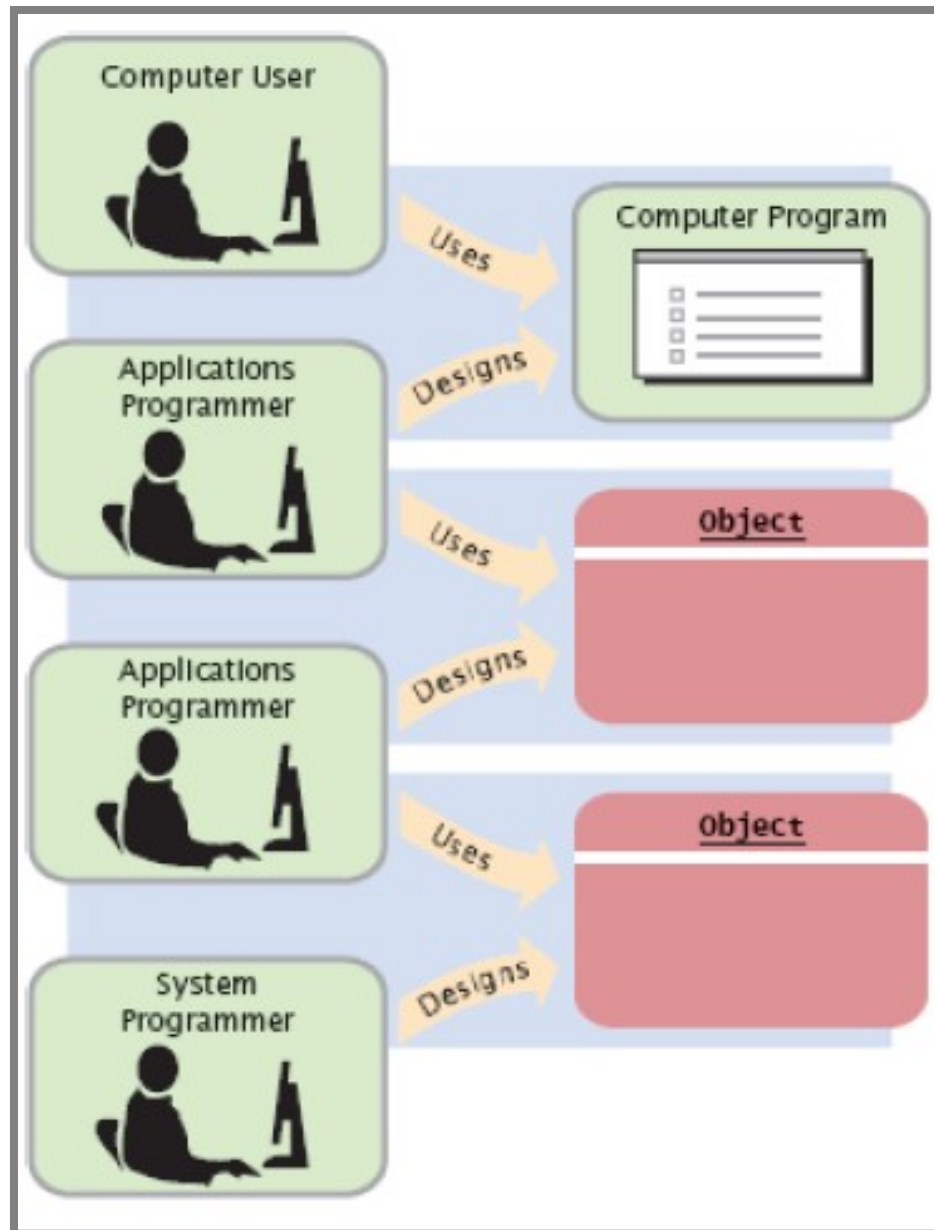 Computer User
Uses
Computer Program
Applications
Programmer
Designs
Uses
Object
Applications
Programmer
Designs
Uses
Object
System
Programmer
Designs